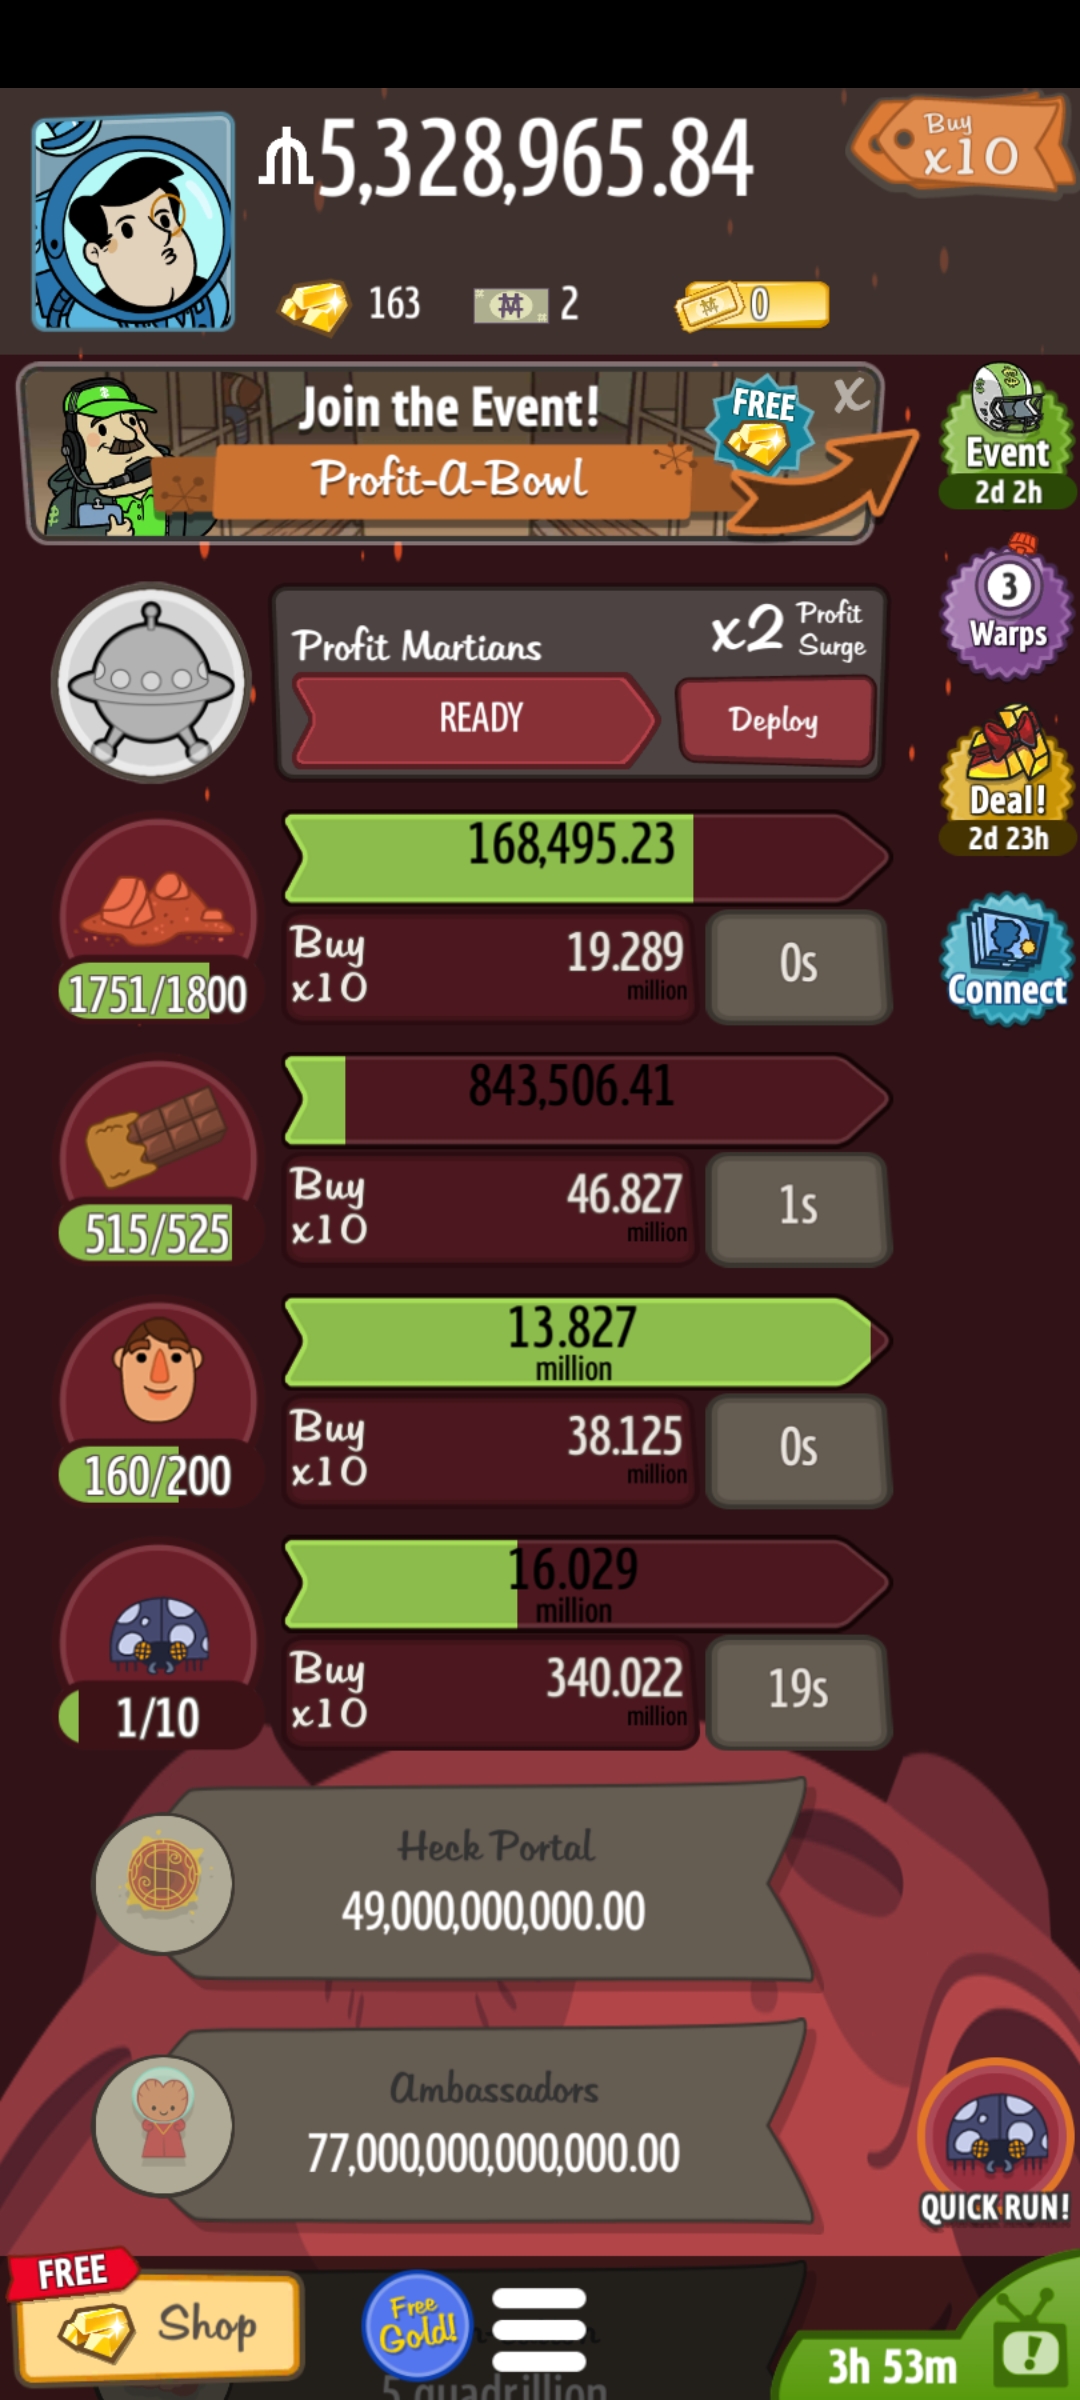 5,328,965.84
Buy
x10
163
2
0
Join the Event!
FREE
x
Profit-A-Bowl
Event
2d 2h
3
Warps
Profit Martians
x2 Profit
Surge
READY
Deploy
Deal!
2d 23h
168,495.23
Buy
x10
19.289
million
0s
1751/1800
Connect
843,506.41
Buy
x10
46.827
million
1s
515/525
13.827
million
Buy
x10
38.125
million
0s
160/200
16.029
million
Buy
x10
340.022
million
19s
1/10
Heck Portal
49,000,000,000.00
Ambassadors
77,000,000,000,000.00
QUICK RUN!
FREE
Shop
Free
Gold!
3h 53m
5 quadrillion